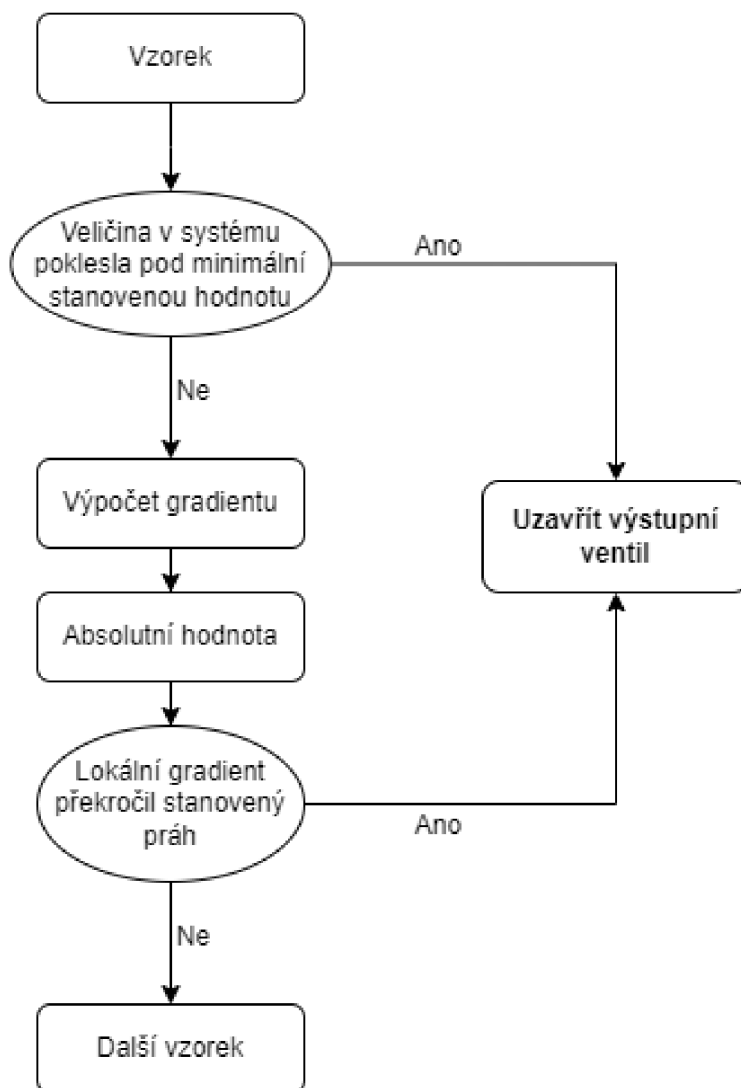 Vzorek
Veličina v systému
poklesla pod minimální
stanovenou hodnotu
Ano
Ne
Výpočet gradientu
Uzavřít výstupní
ventil
Absolutní hodnota
Lokální gradient
překročil stanovený
práh
Ano
Ne
Další vzorek